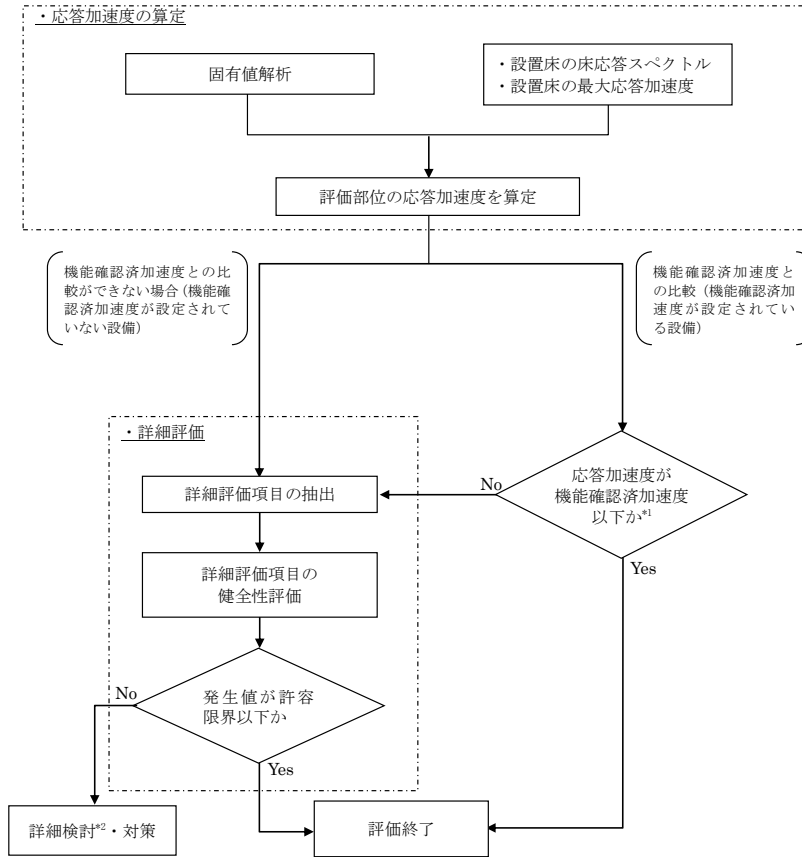 ・応答加速度の算定
固有値解析
・設置床の床応答スペクトル
・設置床の最大応答加速度
評価部位の応答加速度を算定
機能確認済加速度との比
較ができない場合（機能確
認済加速度が設定されて
いない設備）
機能確認済加速度と
の比較（機能確認済加
速度が設定されてい
る設備）
・詳細評価
詳細評価項目の抽出
No
応答加速度が
機能確認済加速度
以下か*1
Yes
詳細評価項目の
健全性評価
No
発生値が許容
限界以下か
Yes
詳細検討*2・対策
評価終了